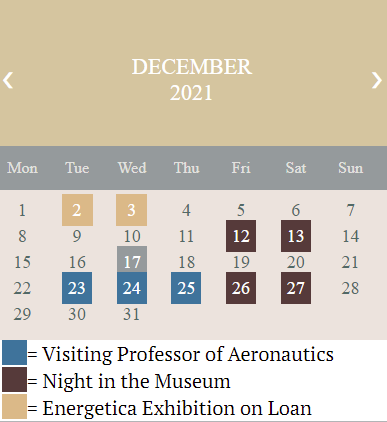 ‹ DECEMBER ›
2021
Mon Tue Wed Thu Fri Sat Sun
1 2 3 4 5 6 7
8 9 10 11 12 13 14
15 16 17 18 19 20 21
22 23 24 25 26 27 28
29 30 31
= Visiting Professor of Aeronautics
= Night in the Museum
= Energetica Exhibition on Loan